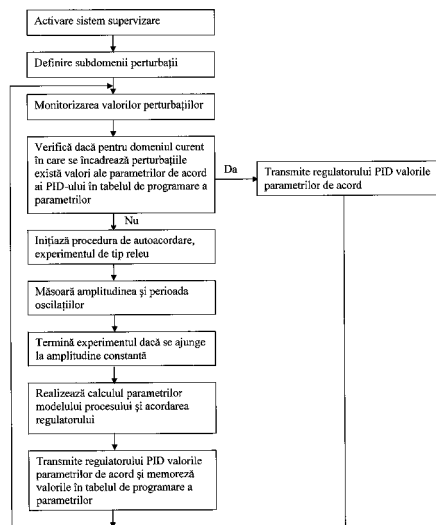 Activare sistem supervizare
Definire subdomenii perturbații
Monitorizarea valorilor perturbațiilor
Verifică dacă pentru domeniul curent
în care se încadrează perturbațiile
există valori ale parametrilor de acord
ai PID-ului în tabelul de programare a
parametrilor
Da
Transmite regulatorului PID valorile
parametrilor de acord
Nu
Inițiază procedura de autoacordare,
experimentul de tip releu
Măsoară amplitudinea și perioada
oscilațiilor
Termină experimentul dacă se ajunge
la amplitudine constantă
Realizează calculul parametrilor
modelului procesului și acordarea
regulatorului
Transmite regulatorului PID valorile
parametrilor de acord și memoreză
valorile în tabelul de programare a
parametrilor